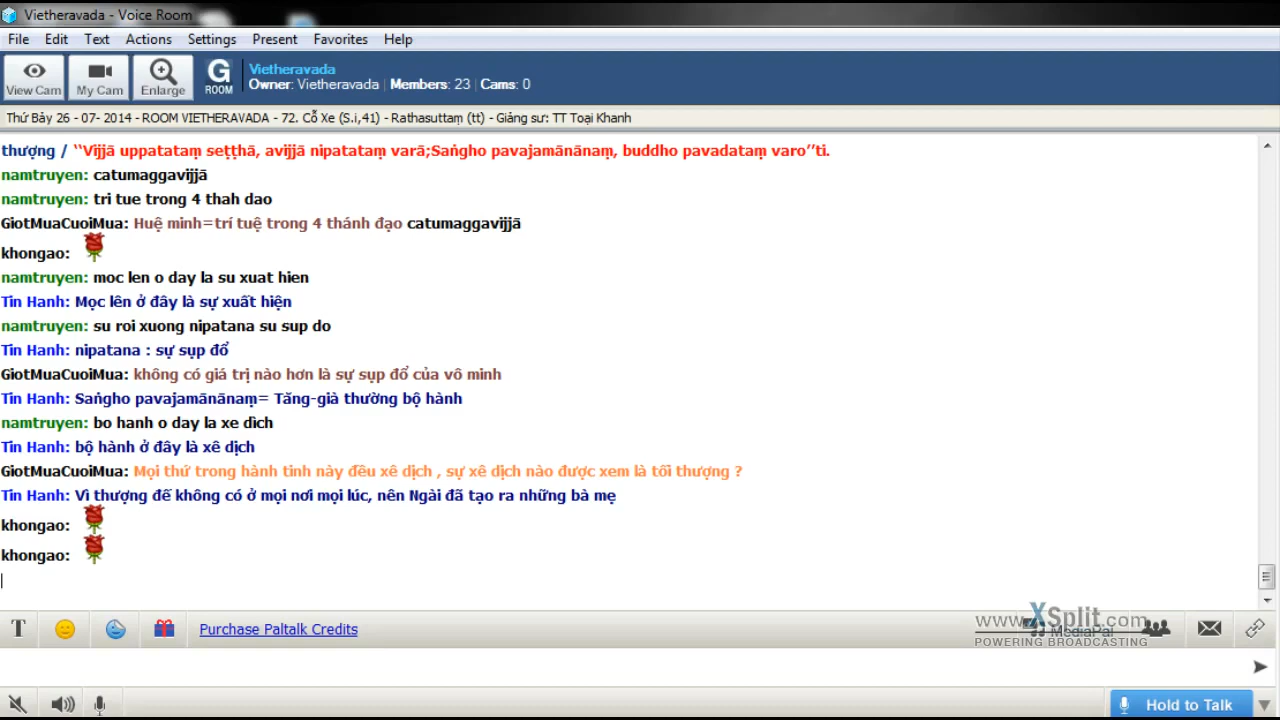 Vietheravada - Voice Room
File Edit Text Actions Settings Present Favorites Help
View Cam My Cam Enlarge G ROOM
Vietheravada
Owner: Vietheravada | Members: 23 | Cams: 0
Thứ Bảy 26 - 07- 2014 - ROOM VIETHERAVADA - 72. Cỗ Xe (S.i,41) - Rathasuttaṃ (tt) - Giảng sư: TT Toại Khanh
thượng / ‘‘Vijjā uppatataṃ seṭṭhā, avijjā nipatataṃ varā;Saṅgho pavajamānānaṃ, buddho pavadataṃ varo’’ti.
namtruyen: catumaggavijjā
namtruyen: tri tue trong 4 thah dao
GiotMuaCuoiMua: Huệ minh=trí tuệ trong 4 thánh đạo catumaggavijjā
khongao:
namtruyen: moc len o day la su xuat hien
Tin Hanh: Mọc lên ở đây là sự xuất hiện
namtruyen: su roi xuong nipatana su sup do
Tin Hanh: nipatana : sự sụp đổ
GiotMuaCuoiMua: không có giá trị nào hơn là sự sụp đổ của vô minh
Tin Hanh: Saṅgho pavajamānānaṃ= Tăng-già thường bộ hành
namtruyen: bo hanh o day la xe dìch
Tin Hanh: bộ hành ở đây là xê dịch
GiotMuaCuoiMua: Mọi thứ trong hành tinh này đều xê dịch , sự xê dịch nào được xem là tối thượng ?
Tin Hanh: Vì thượng đế không có ở mọi nơi mọi lúc, nên Ngài đã tạo ra những bà mẹ
khongao:
khongao:
T Purchase Paltalk Credits
www.XSplit.com
MediaPal
POWERING BROADCASTING
Hold to Talk